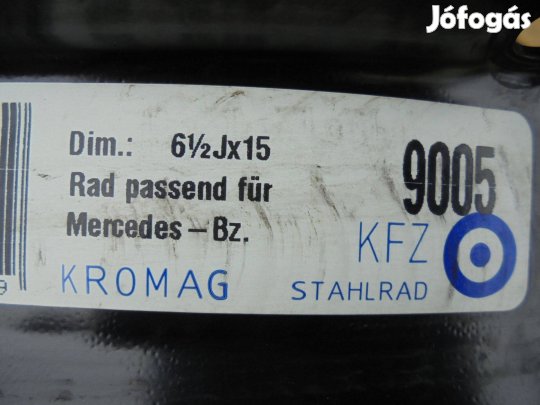 Jófogás
Dim.: 6½Jx15
Rad passend für
Mercedes – Bz.
9005
KFZ
KROMAG STAHLRAD